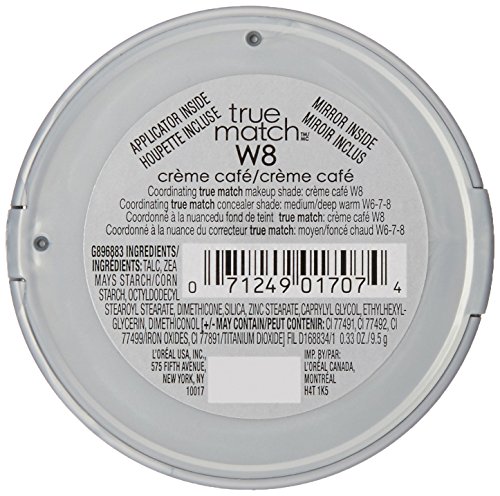 APPLICATOR INSIDE
HOUPETTE INCLUSE
true
match™/MC
MIRROR INSIDE
MIROIR INCLUS
W8
crème café/crème café
Coordinating true match makeup shade: crème café W8
Coordinating true match concealer shade: medium/deep warm W6-7-8
Coordonné à la nuancedu fond de teint true match: crème café W8
Coordonné à la nuance du correcteur true match: moyen/foncé chaud W6-7-8
G896883 INGREDIENTS/
INGRÉDIENTS: TALC, ZEA
MAYS STARCH/CORN
STARCH, OCTYLDODECYL
0 71249 01707 4
STEAROYL STEARATE, DIMETHICONE, SILICA, ZINC STEARATE, CAPRYLYL GLYCOL, ETHYLHEXYL-
GLYCERIN, DIMETHICONOL [+/-MAY CONTAIN/PEUT CONTENIR: CI 77491, CI 77492, CI
77499/IRON OXIDES, CI 77891/TITANIUM DIOXIDE] FIL D168834/1 0.33 OZ./9.5 g
L'ORÉAL USA, INC.,
575 FIFTH AVENUE,
NEW YORK, NY
10017
IMP. BY/PAR:
L'ORÉAL CANADA,
MONTRÉAL
H4T 1K5